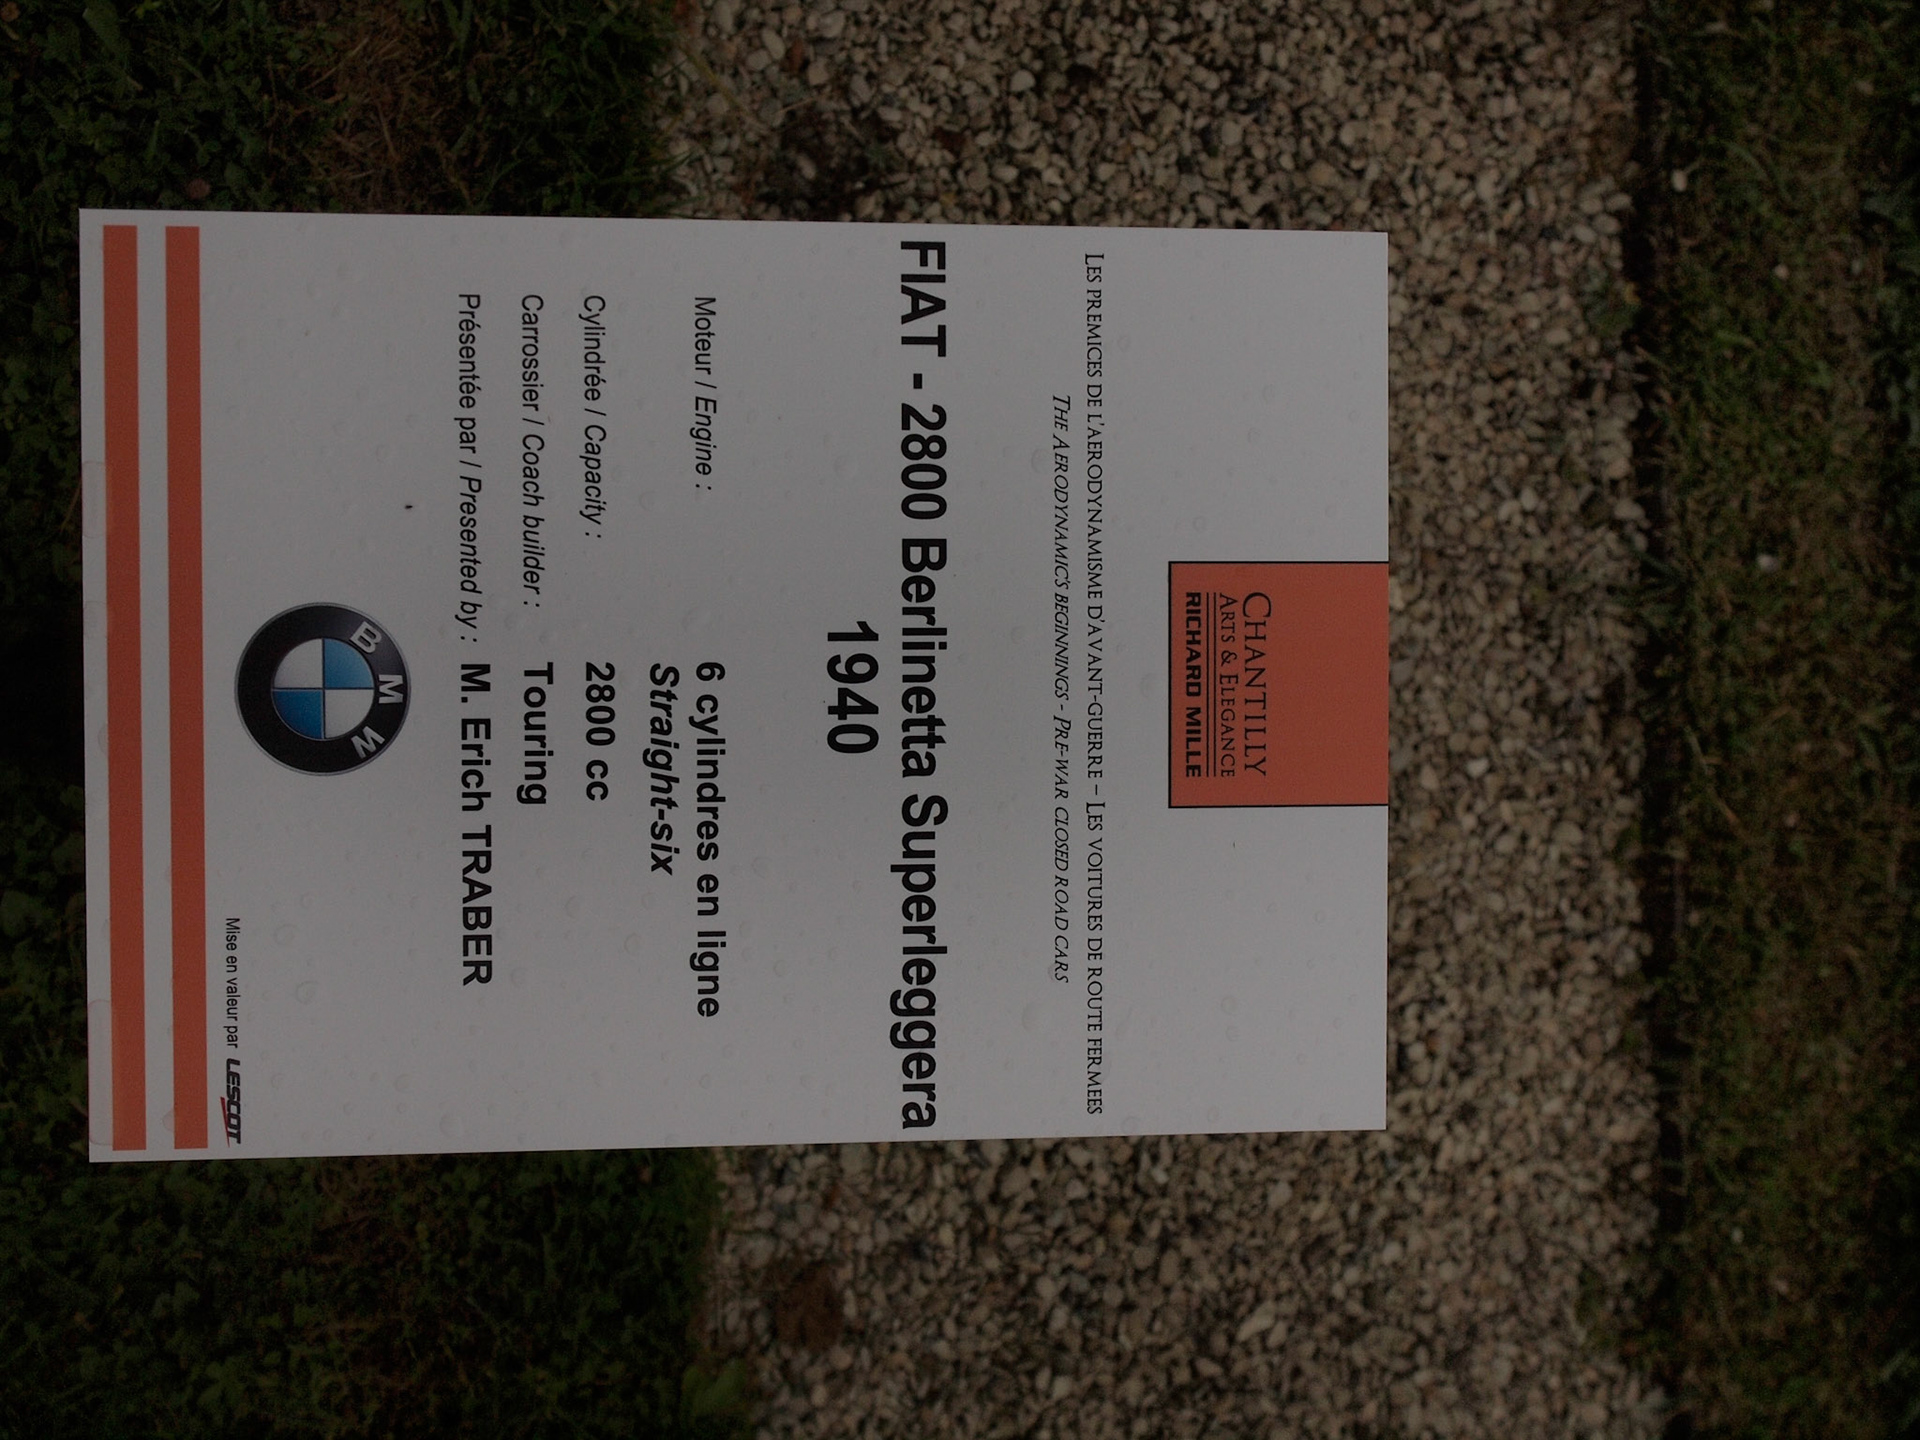 CHANTILLY
ARTS & ELEGANCE
RICHARD MILLE
LES PREMICES DE L'AERODYNAMISME D'AVANT-GUERRE – LES VOITURES DE ROUTE FERMEES
THE AERODYNAMIC'S BEGINNINGS - PRE-WAR CLOSED ROAD CARS
FIAT - 2800 Berlinetta Superleggera
1940
Moteur / Engine : 6 cylindres en ligne
Straight-six
Cylindrée / Capacity : 2800 cc
Carrossier / Coach builder : Touring
Présentée par / Presented by : M. Erich TRABER
BMW
Mise en valeur par LESCOT